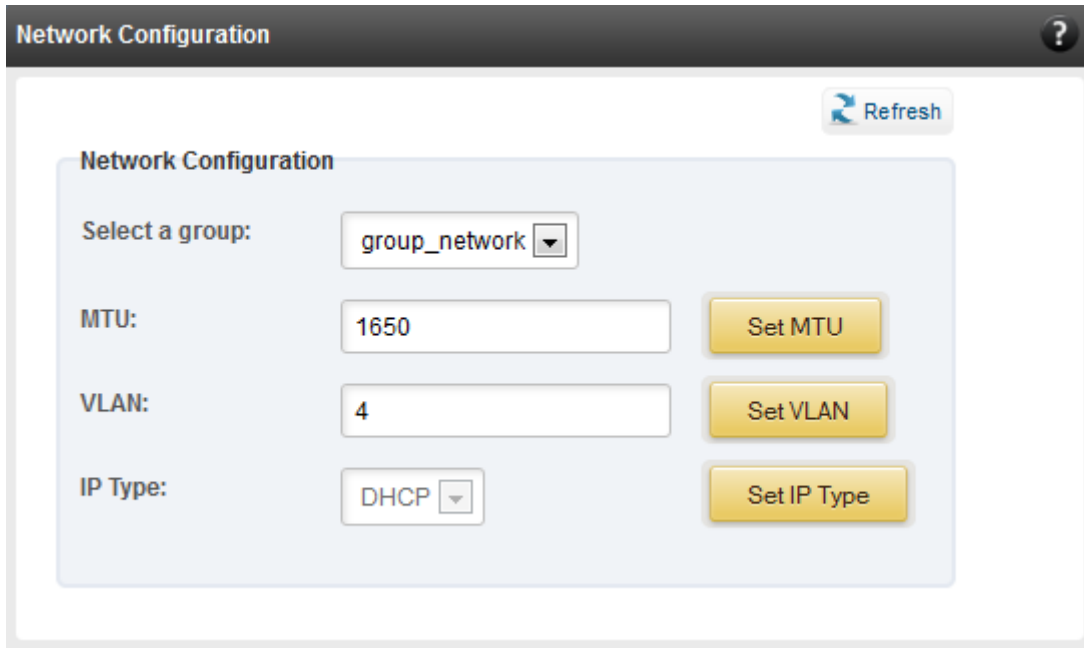 Network Configuration
?
Refresh
Network Configuration
Select a group:
group_network
MTU:
1650
Set MTU
VLAN:
4
Set VLAN
IP Type:
DHCP
Set IP Type